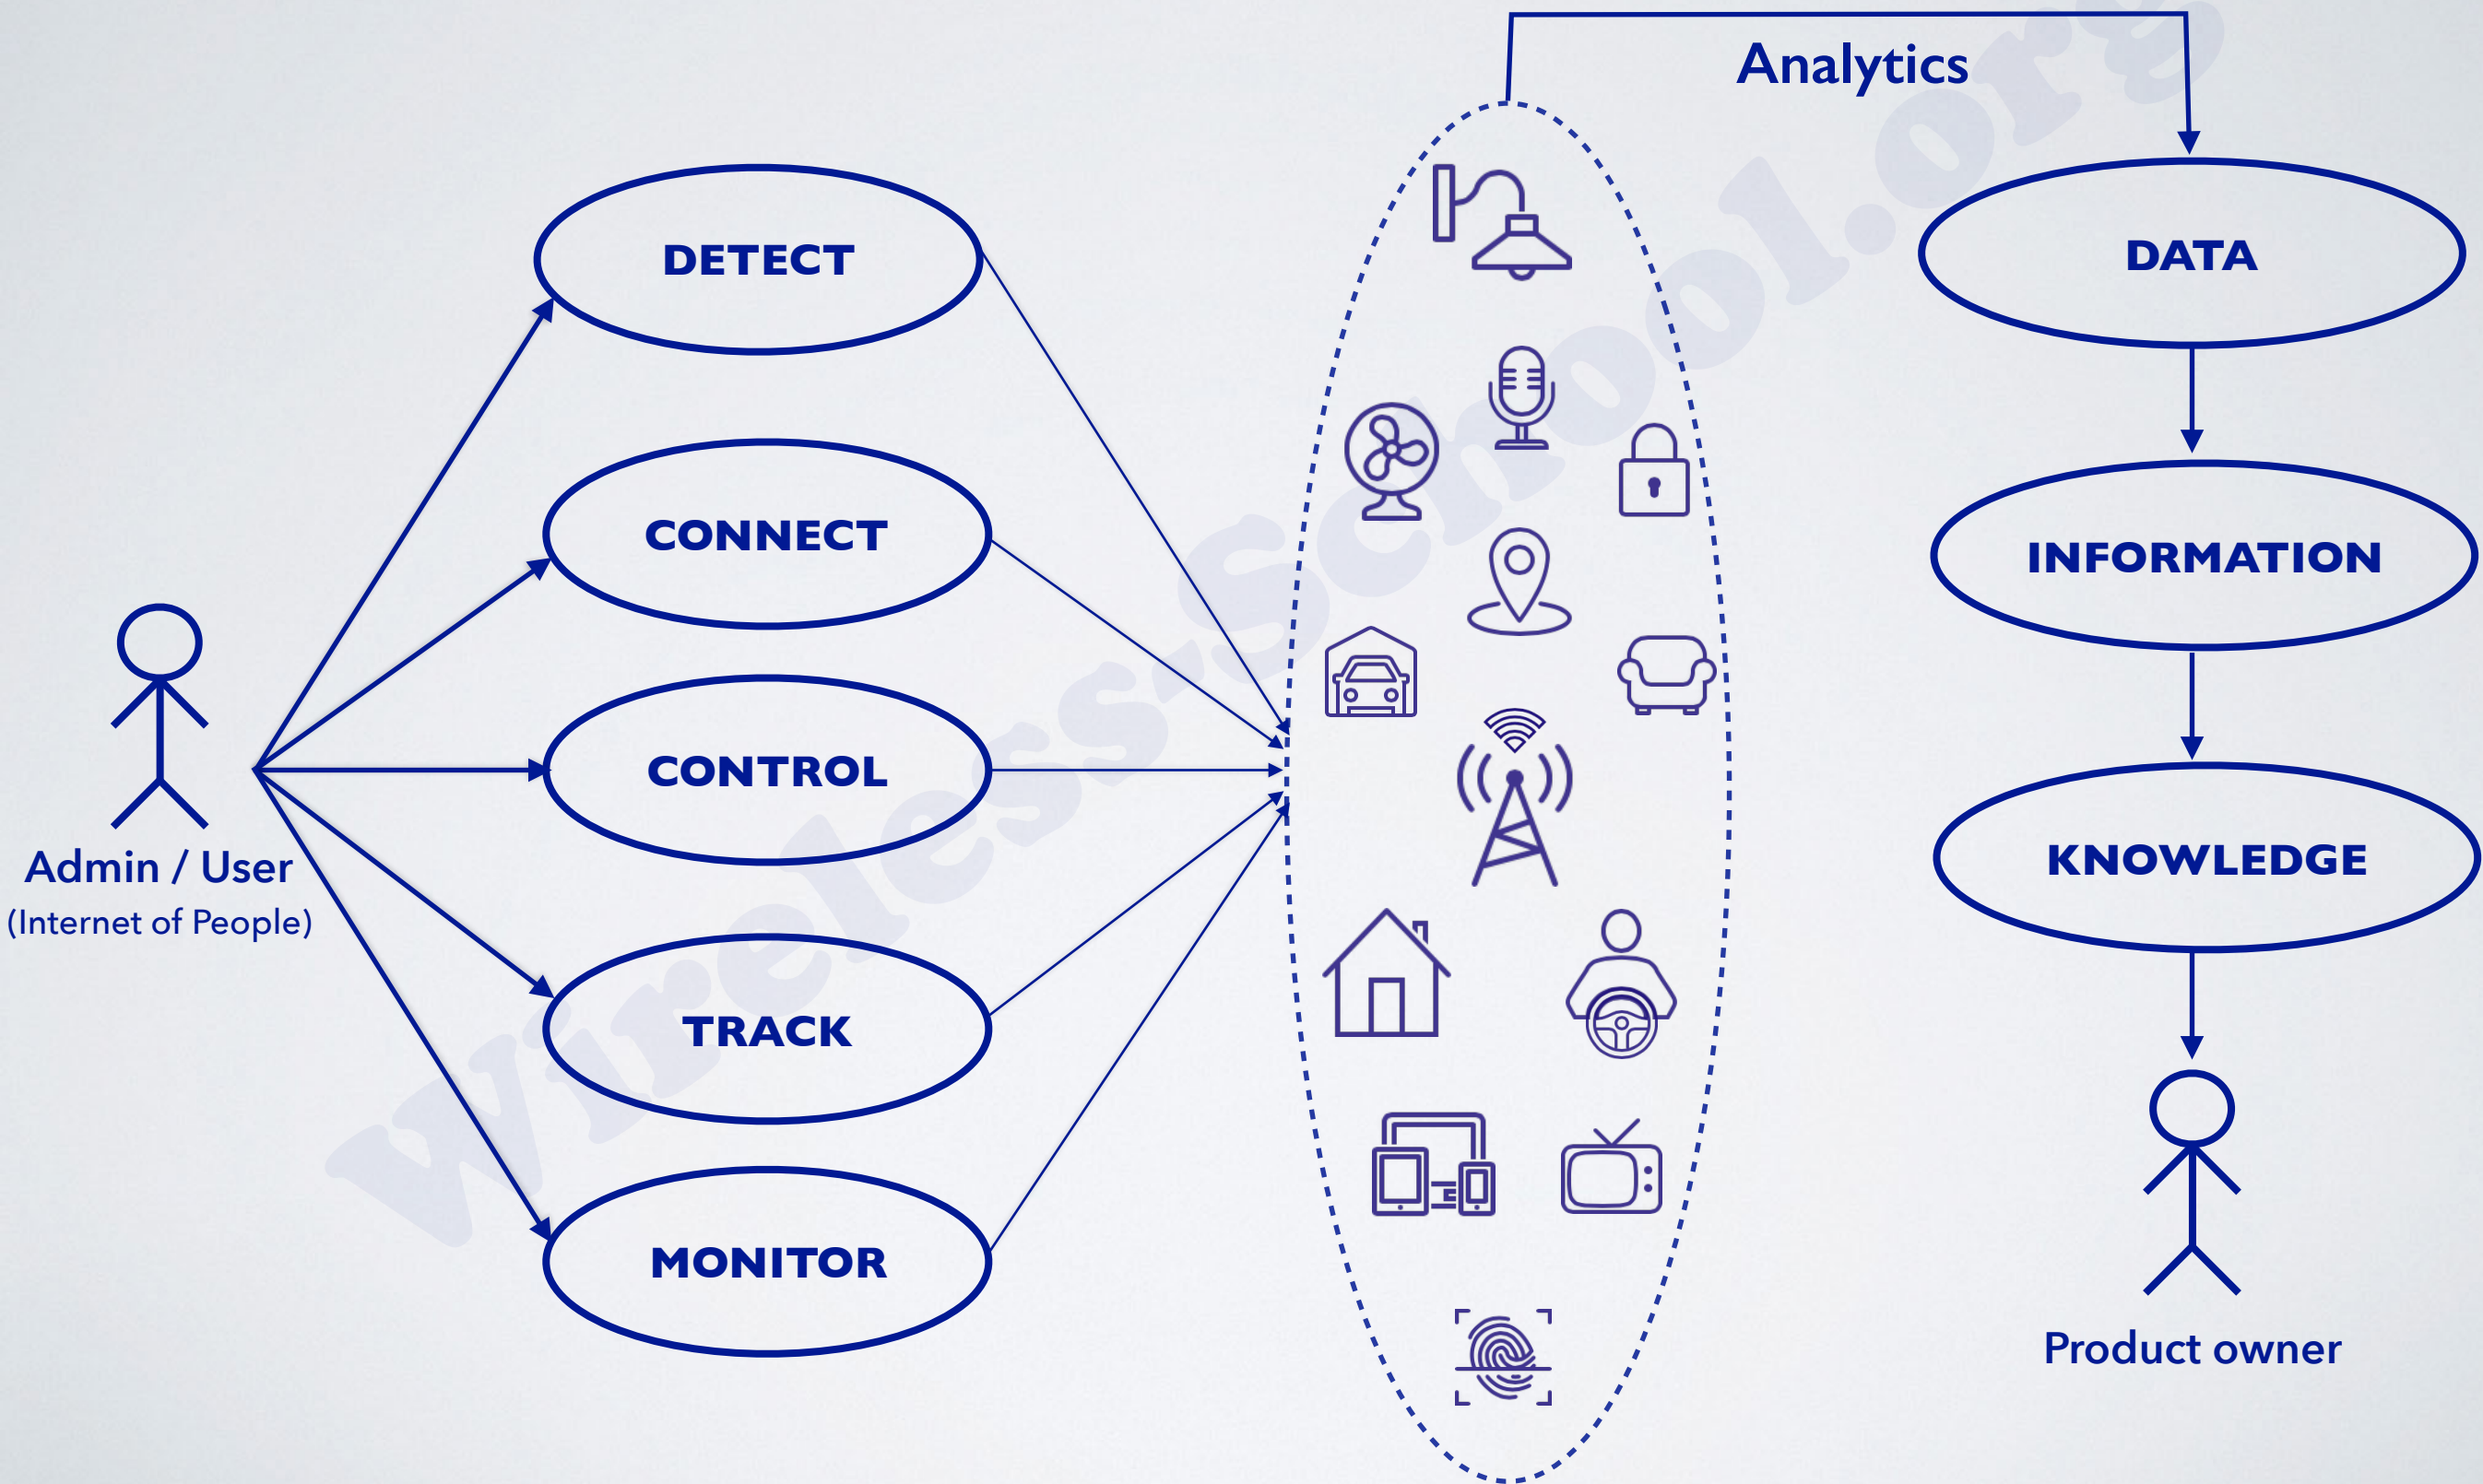 Analytics
DETECT
DATA
CONNECT
INFORMATION
CONTROL
KNOWLEDGE
Admin / User
(Internet of People)
TRACK
MONITOR
Product owner
Wireless-School.org